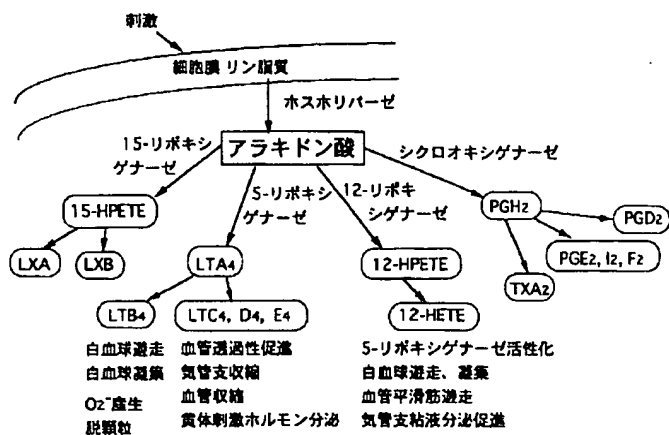 刺激
細胞膜 リン脂質
ホスホリパーゼ
アラキドン酸
15-リポキシ
ゲナーゼ
5-リポキシ
ゲナーゼ
12-リポキ
シゲナーゼ
シクロオキシゲナーゼ
15-HPETE
LXA
LXB
LTA4
12-HPETE
PGH2
PGD2
PGE2, I2, F2
TXA2
LTB4
LTC4, D4, E4
12-HETE
白血球遊走
白血球凝集
O2⁻産生
脱顆粒
血管透過性促進
気管支収縮
血管収縮
黄体刺激ホルモン分泌
5-リポキシゲナーゼ活性化
白血球遊走、凝集
血管平滑筋遊走
気管支粘液分泌促進